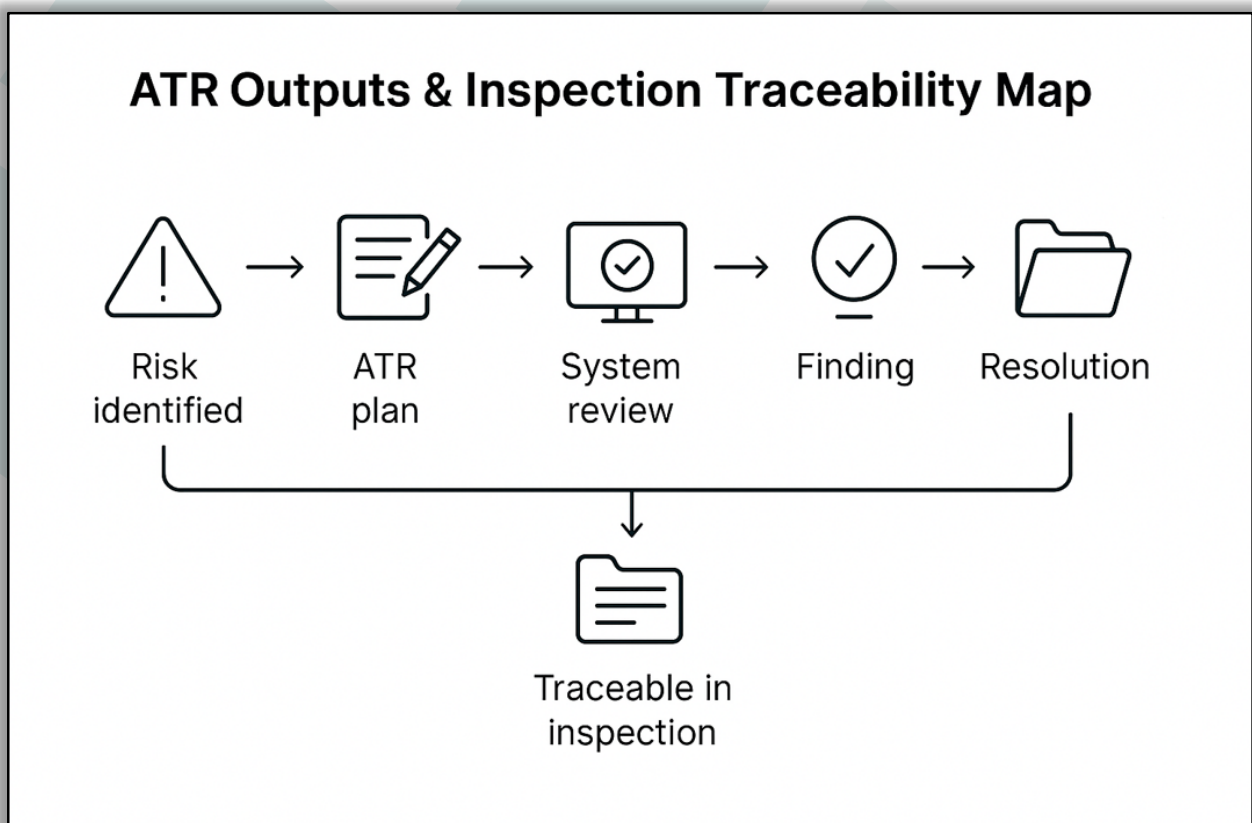 ATR Outputs & Inspection Traceability Map
Risk
identified
ATR
plan
System
review
Finding
Resolution
Traceable in
inspection